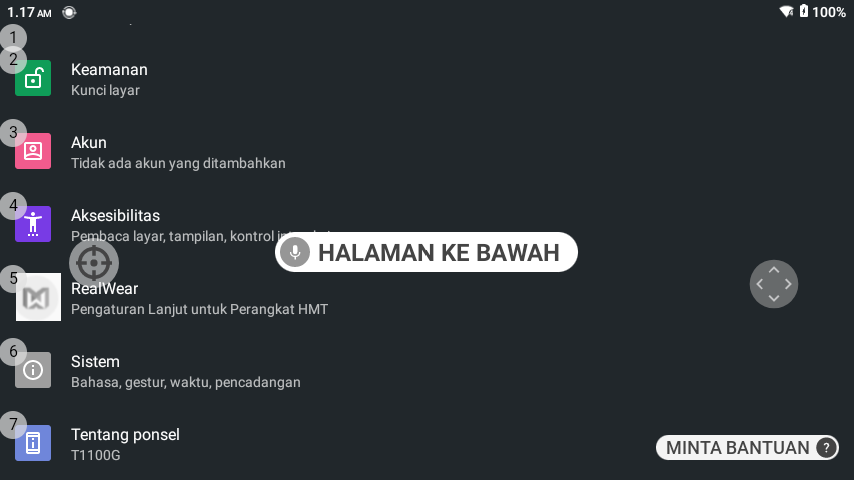 1.17 AM
100%
1
2
Keamanan
Kunci layar
3
Akun
Tidak ada akun yang ditambahkan
4
Aksesibilitas
Pembaca layar, tampilan, kontrol
HALAMAN KE BAWAH
5
RealWear
Pengaturan Lanjut untuk Perangkat HMT
6
Sistem
Bahasa, gestur, waktu, pencadangan
7
Tentang ponsel
T1100G
MINTA BANTUAN ?